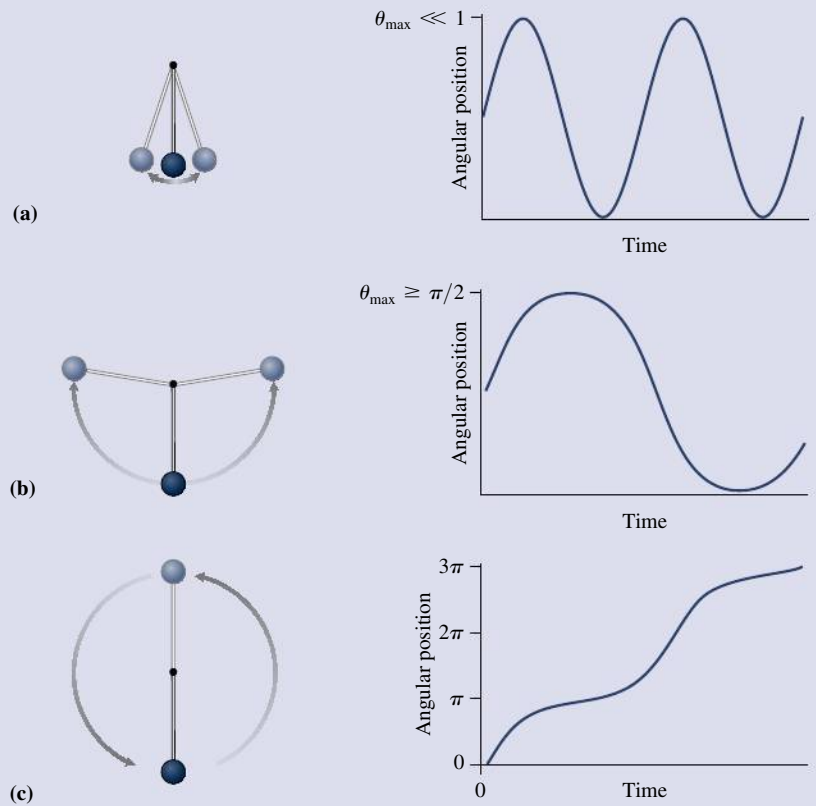 θmax ≪ 1
Angular position
Time
(a)
θmax ≥ π/2
Angular position
Time
(b)
3π
2π
π
0
Angular position
0
Time
(c)